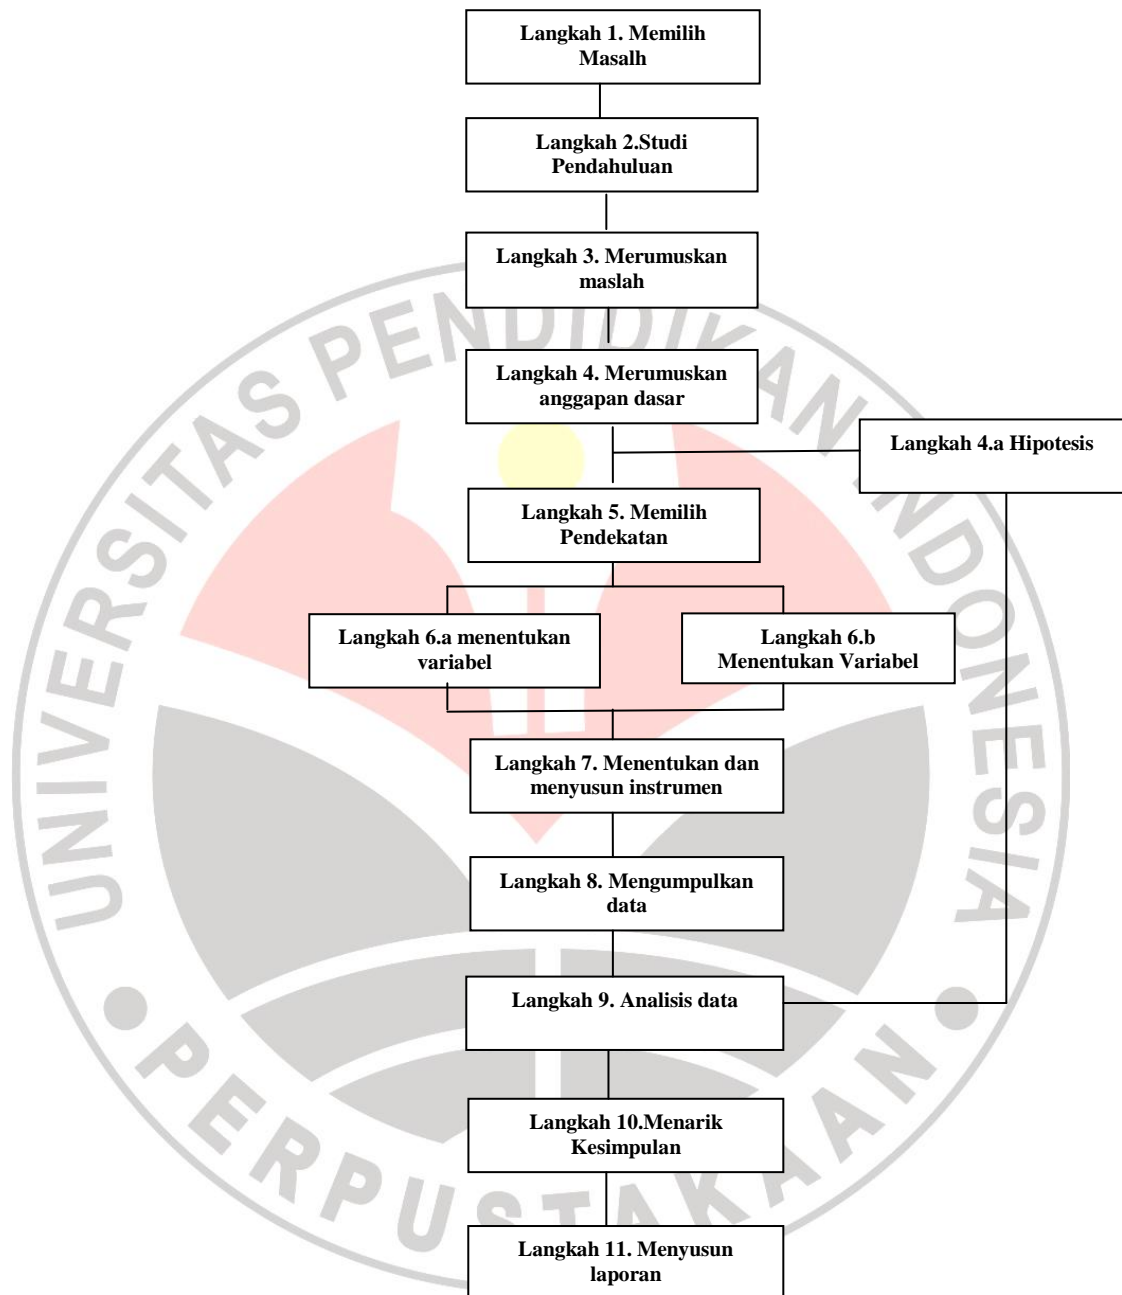 Langkah 1. Memilih
Masalh
Langkah 2.Studi
Pendahuluan
Langkah 3. Merumuskan
maslah
Langkah 4. Merumuskan
anggapan dasar
Langkah 4.a Hipotesis
Langkah 5. Memilih
Pendekatan
Langkah 6.a menentukan
variabel
Langkah 6.b
Menentukan Variabel
Langkah 7. Menentukan dan
menyusun instrumen
Langkah 8. Mengumpulkan
data
Langkah 9. Analisis data
Langkah 10.Menarik
Kesimpulan
Langkah 11. Menyusun
laporan
UNIVERSITAS PENDIDIKAN INDONESIA
PERPUSTAKAAN